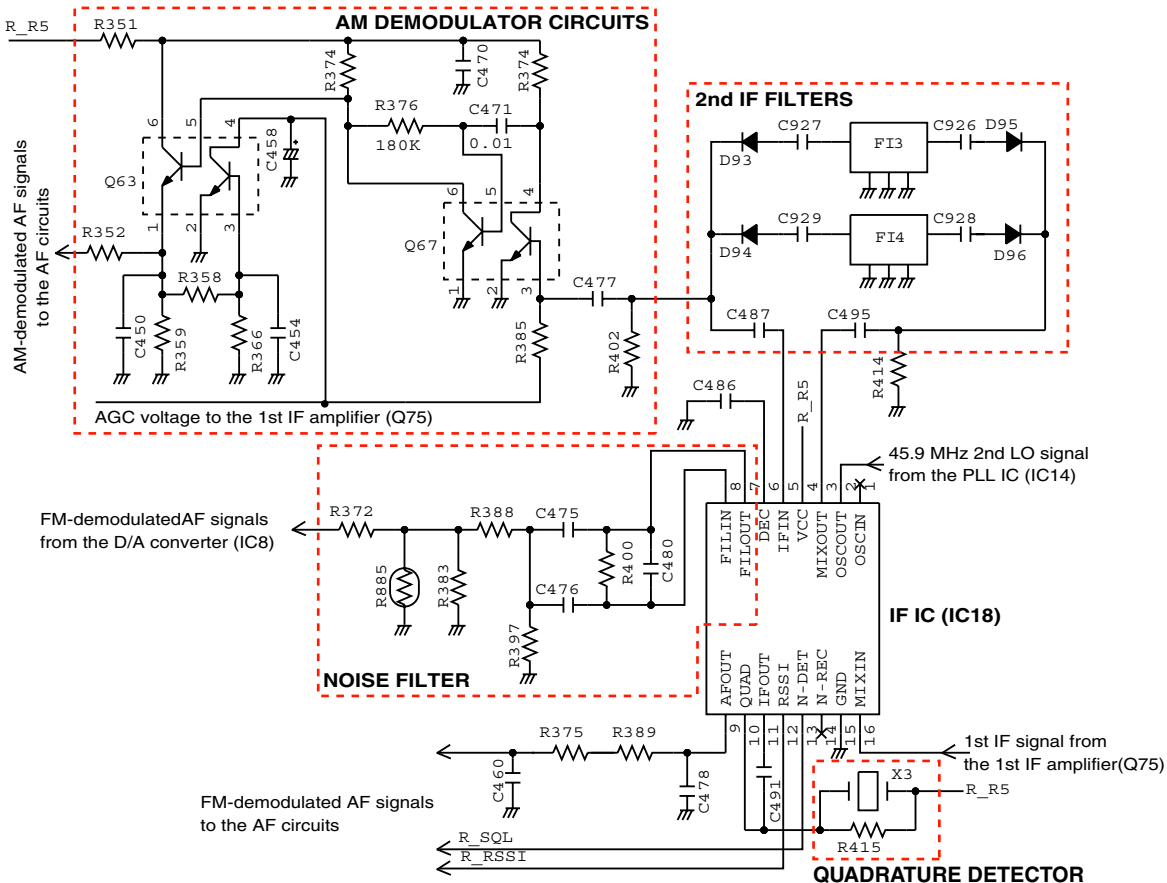 AM DEMODULATOR CIRCUITS
R_R5
R351
R374
C470
R374
2nd IF FILTERS
R376
C471
180K
0.01
C458
+
6
5
4
Q63
1
2
3
6
5
4
Q67
1
2
3
C927
FI3
C926
D95
D93
C929
FI4
C928
D94
D96
C487
C495
R414
AM-demodulated AF signals
to the AF circuits
R352
R358
C450
R359
R366
C454
C477
R385
R402
AGC voltage to the 1st IF amplifier (Q75)
C486
R_R5
45.9 MHz 2nd LO signal
from the PLL IC (IC14)
8
7
6
5
4
3
2
1
FILIN
FILOUT
DEC
IFIN
VCC
MIXOUT
OSCOUT
OSCIN
FM-demodulatedAF signals
from the D/A converter (IC8)
R372
R388
C475
R400
C480
R885
R383
C476
R397
NOISE FILTER
IF IC (IC18)
AFOUT
QUAD
IFOUT
RSSI
N-DET
N-REC
GND
MIXIN
9
10
11
12
13
14
15
16
R375
R389
C460
C478
C491
FM-demodulated AF signals
to the AF circuits
1st IF signal from
the 1st IF amplifier(Q75)
X3
R_R5
R415
R_SQL
R_RSSI
QUADRATURE DETECTOR